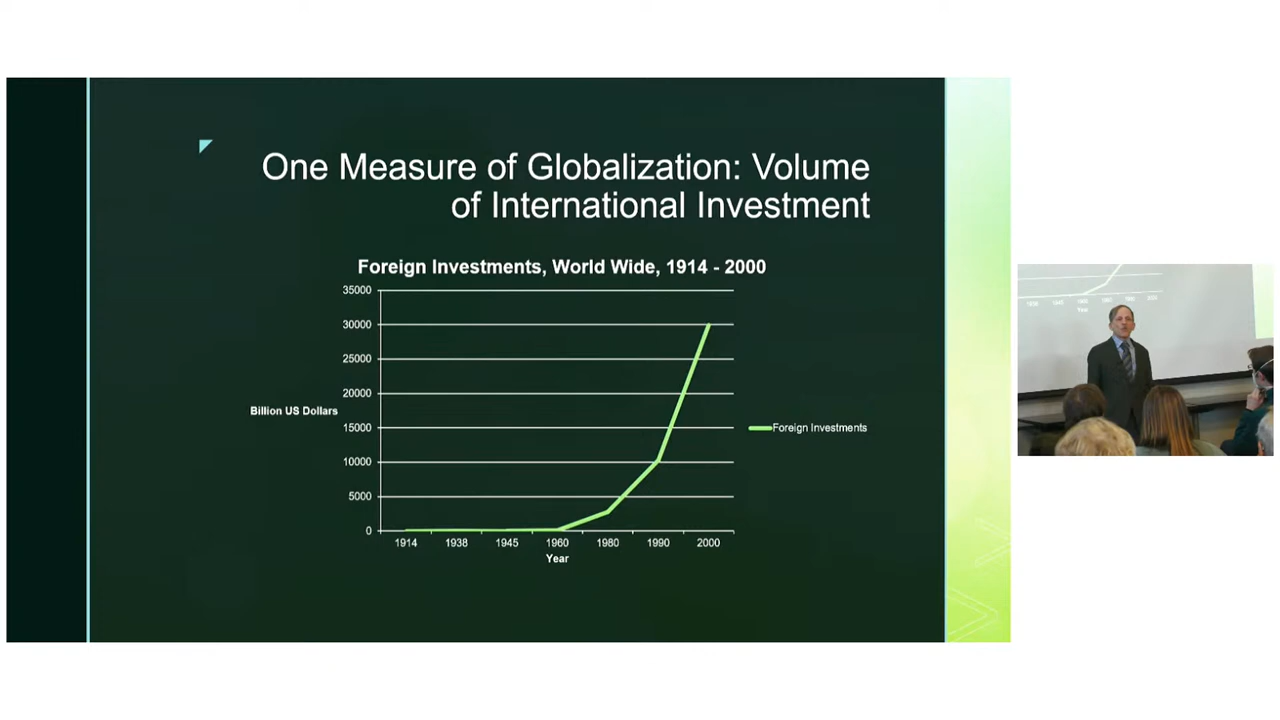 One Measure of Globalization: Volume
of International Investment
Foreign Investments, World Wide, 1914 - 2000
35000
30000
25000
20000
15000
10000
5000
0
Billion US Dollars
1914 1938 1945 1960 1980 1990 2000
Year
Foreign Investments
Year